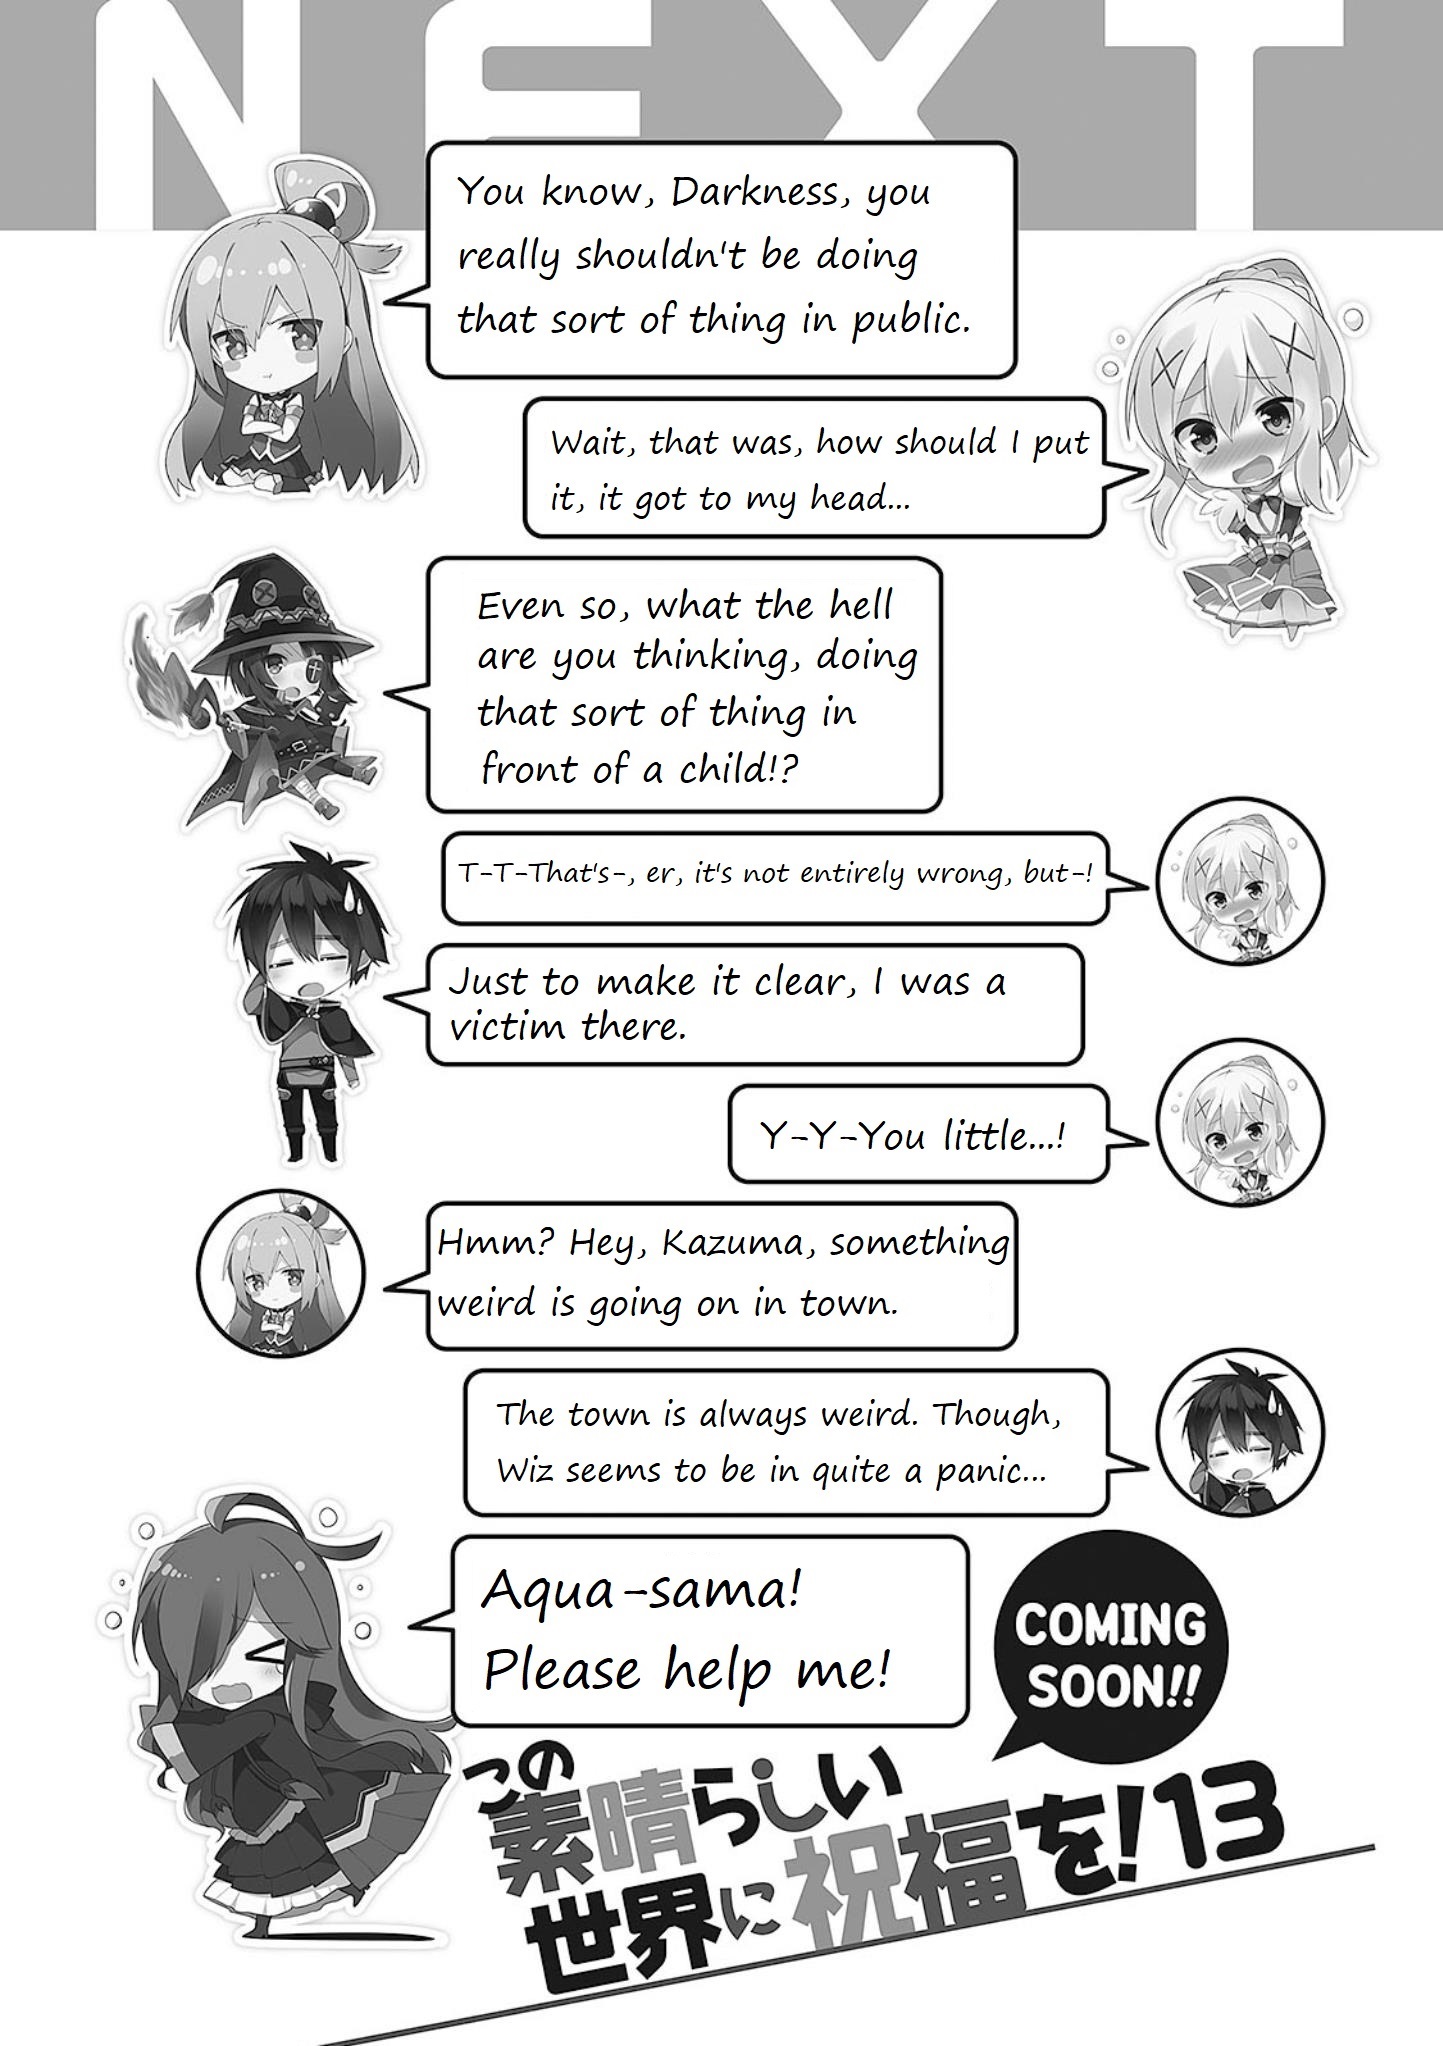 NEXT
You know, Darkness, you
really shouldn't be doing
that sort of thing in public.
Wait, that was, how should I put
it, it got to my head...
Even so, what the hell
are you thinking, doing
that sort of thing in
front of a child!?
T-T-That's-, er, it's not entirely wrong, but-!
Just to make it clear, I was a
victim there.
Y-Y-You little...!
Hmm? Hey, Kazuma, something
weird is going on in town.
The town is always weird. Though,
Wiz seems to be in quite a panic...
Aqua-sama!
Please help me!
COMING
SOON!!
この
素晴らしい
世界に祝福を!13